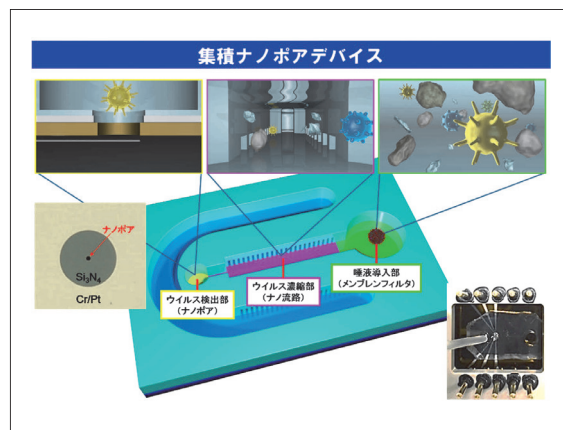 集積ナノポアデバイス
ナノポア
Si₃N₄
Cr/Pt
ウイルス検出部
(ナノポア)
ウイルス濃縮部
(ナノ流路)
唾液導入部
(メンブレンフィルタ)